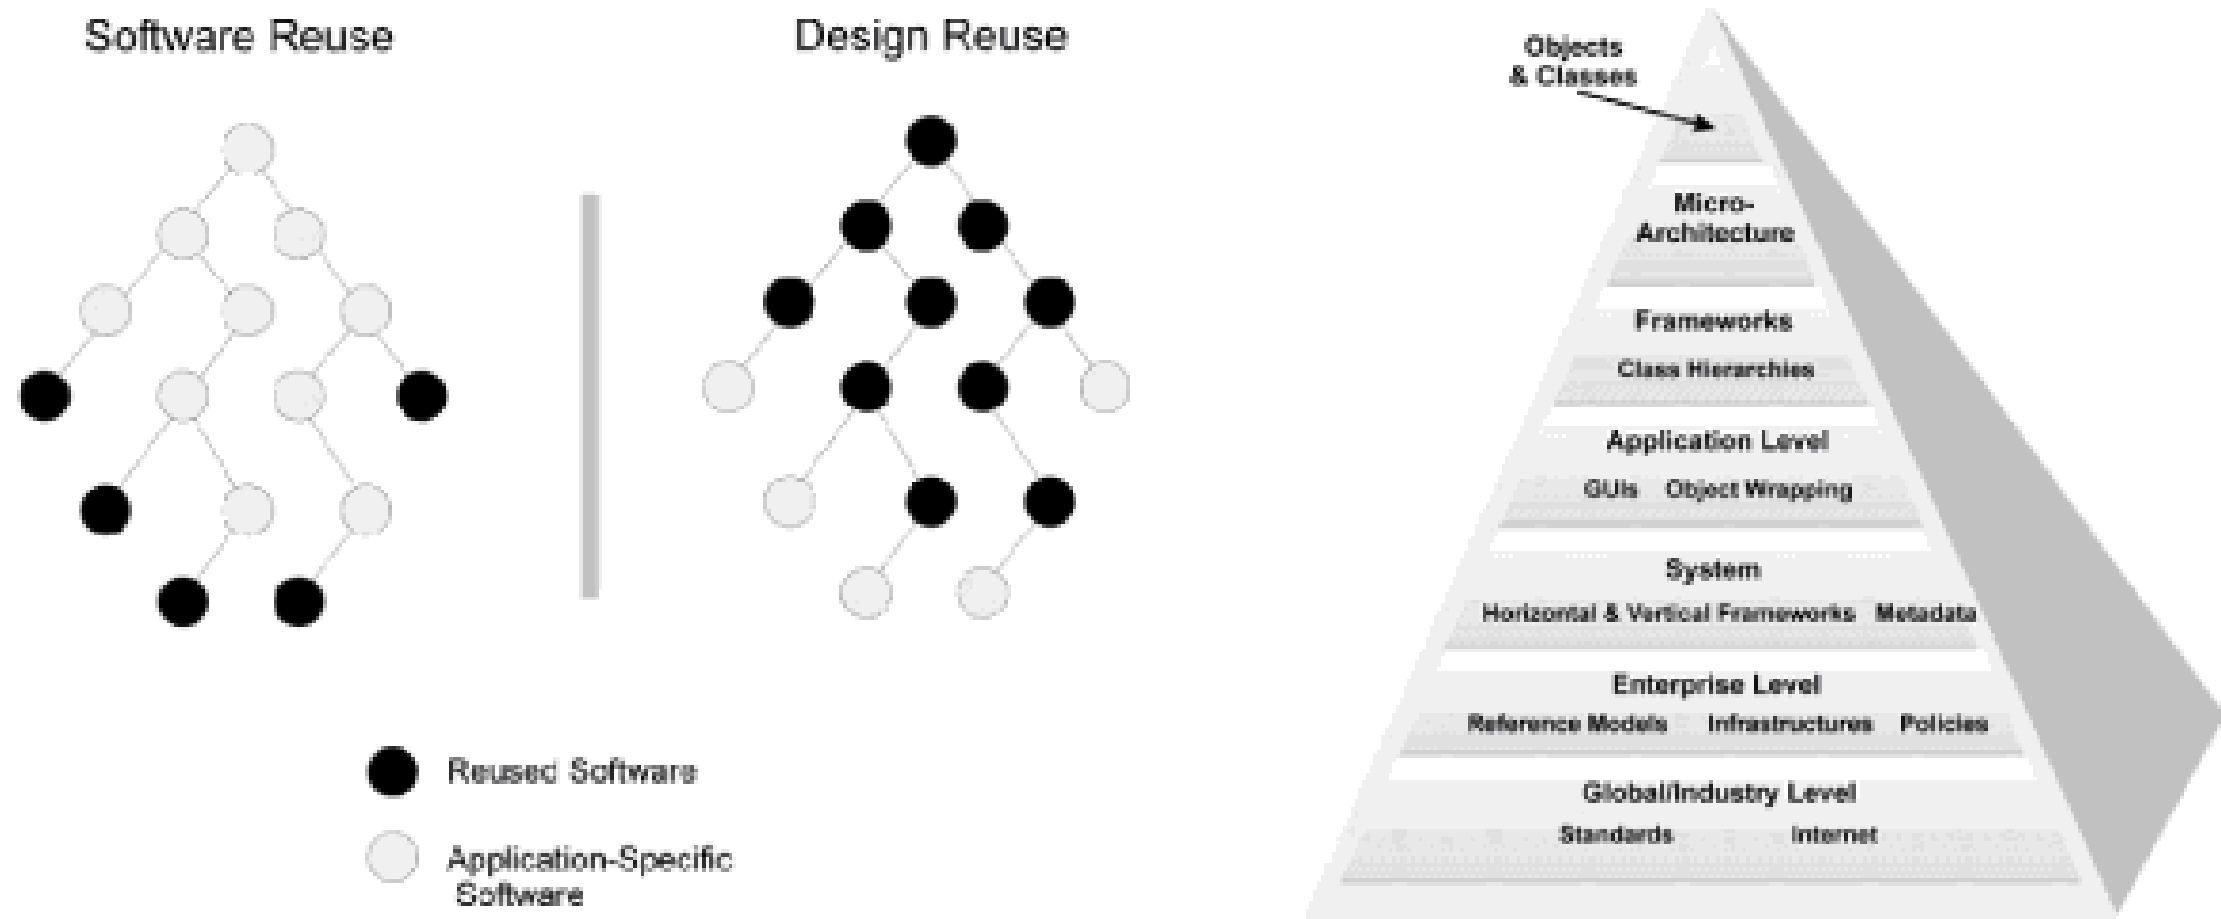 Software Reuse
Design Reuse
Reused Software
Application-Specific
Software
Objects
& Classes
Micro-
Architecture
Frameworks
Class Hierarchies
Application Level
GUIs Object Wrapping
System
Horizontal & Vertical Frameworks Metadata
Enterprise Level
Reference Models Infrastructures Policies
Global/Industry Level
Standards Internet